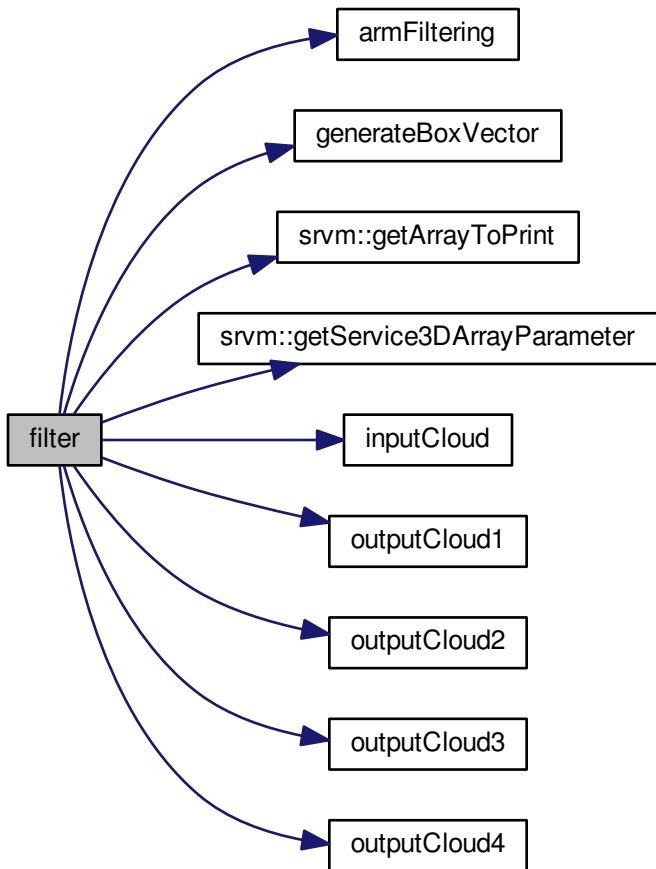 armFiltering
generateBoxVector
srvm::getArrayToPrint
srvm::getService3DArrayParameter
filter
inputCloud
outputCloud1
outputCloud2
outputCloud3
outputCloud4